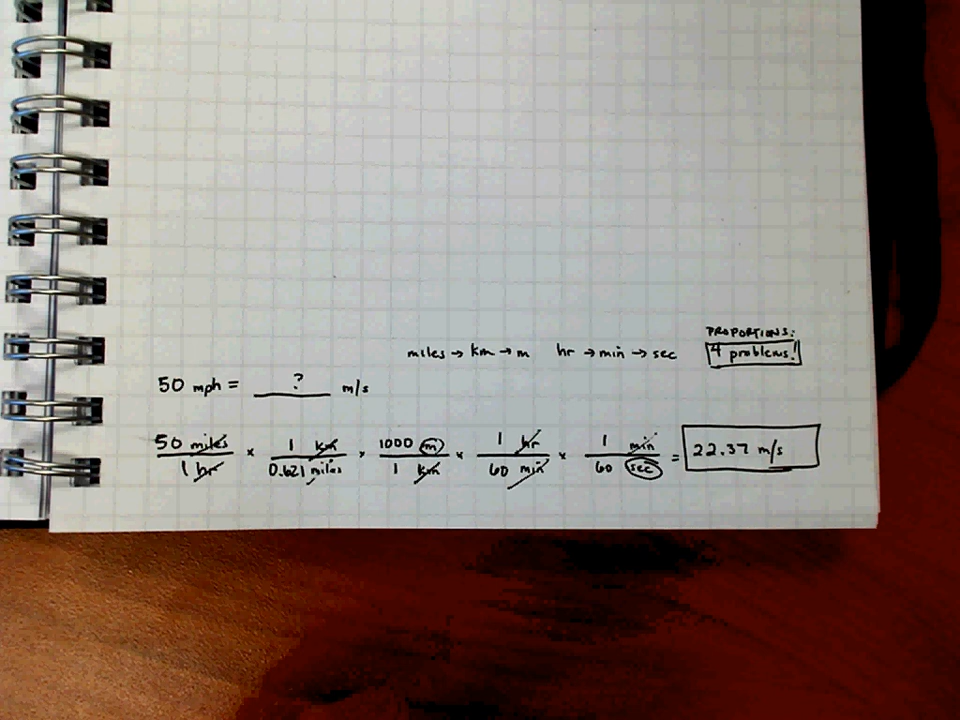 PROPORTIONS:
miles → km → m hr → min → sec 4 problems!
50 mph = ? m/s
50 miles / 1 hr × 1 km / 0.621 miles × 1000 m / 1 km × 1 hr / 60 min × 1 min / 60 sec = 22.37 m/s